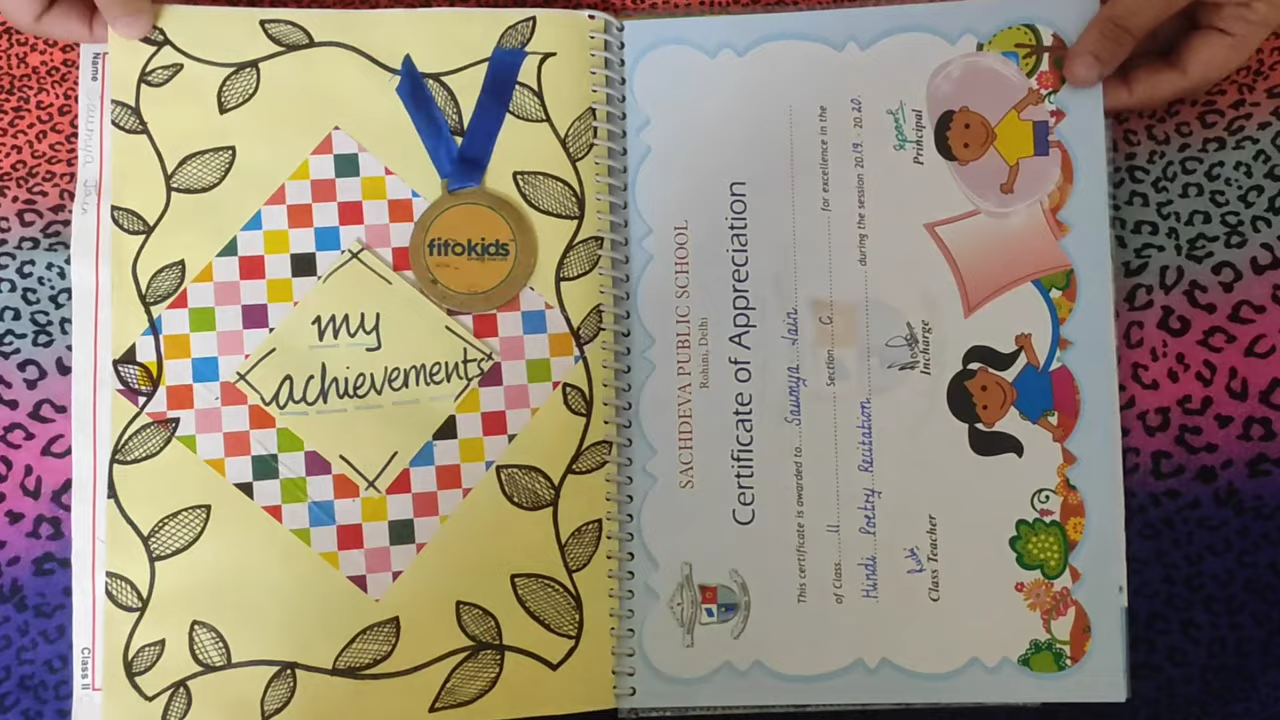 Name Saumya Jain
Class II
fitokids
my
achievements
SACHDEVA PUBLIC SCHOOL
Rohini, Delhi
Certificate of Appreciation
This certificate is awarded to Saumya Jain
of Class II Section C for excellence in the
Hindi Poetry Recitation during the session 2019 - 2020.
Class Teacher Incharge Principal